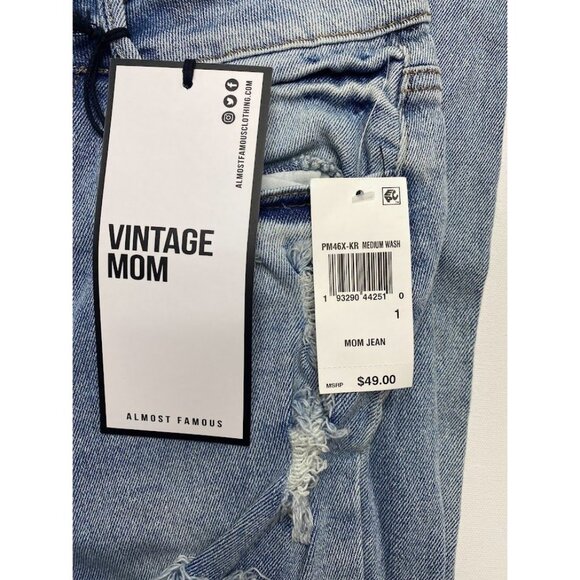 ALMOSTFAMOUSCLOTHING.COM
VINTAGE
MOM
ALMOST FAMOUS
PM46X-KR MEDIUM WASH
1 93290 44251 0
1
MOM JEAN
MSRP $49.00